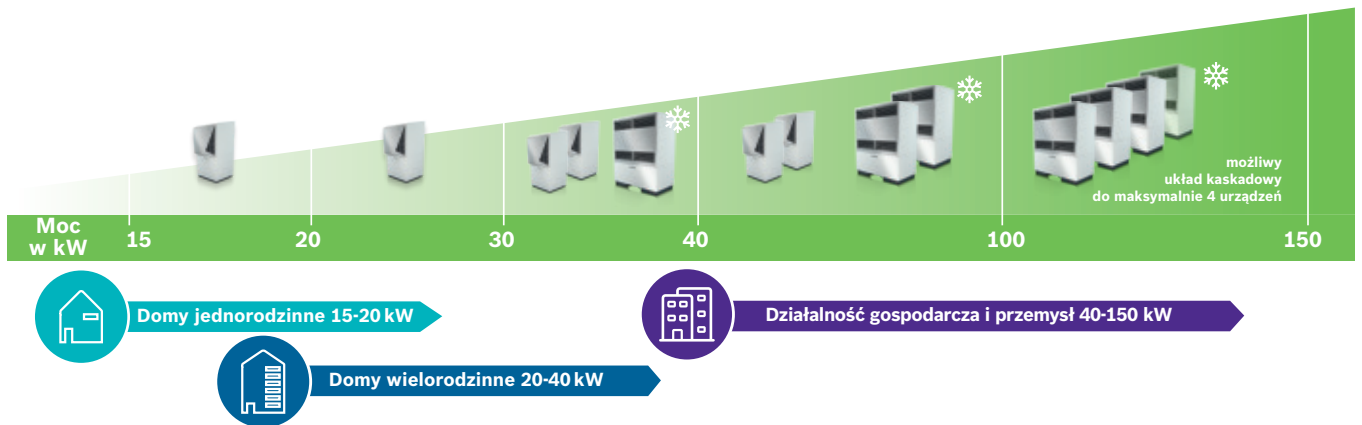 możliwy
układ kaskadowy
do maksymalnie 4 urządzeń
Moc
w kW
15
20
30
40
100
150
Domy jednorodzinne 15-20 kW
Działalność gospodarcza i przemysł 40-150 kW
Domy wielorodzinne 20-40 kW